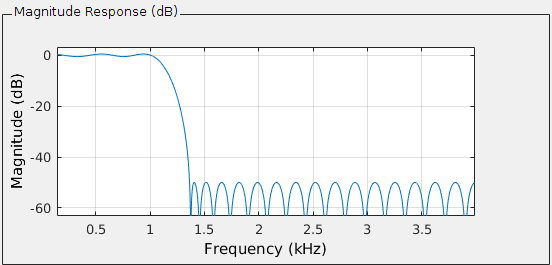 Magnitude Response (dB)
Magnitude (dB)
0
-20
-40
-60
0.5 1 1.5 2 2.5 3 3.5
Frequency (kHz)